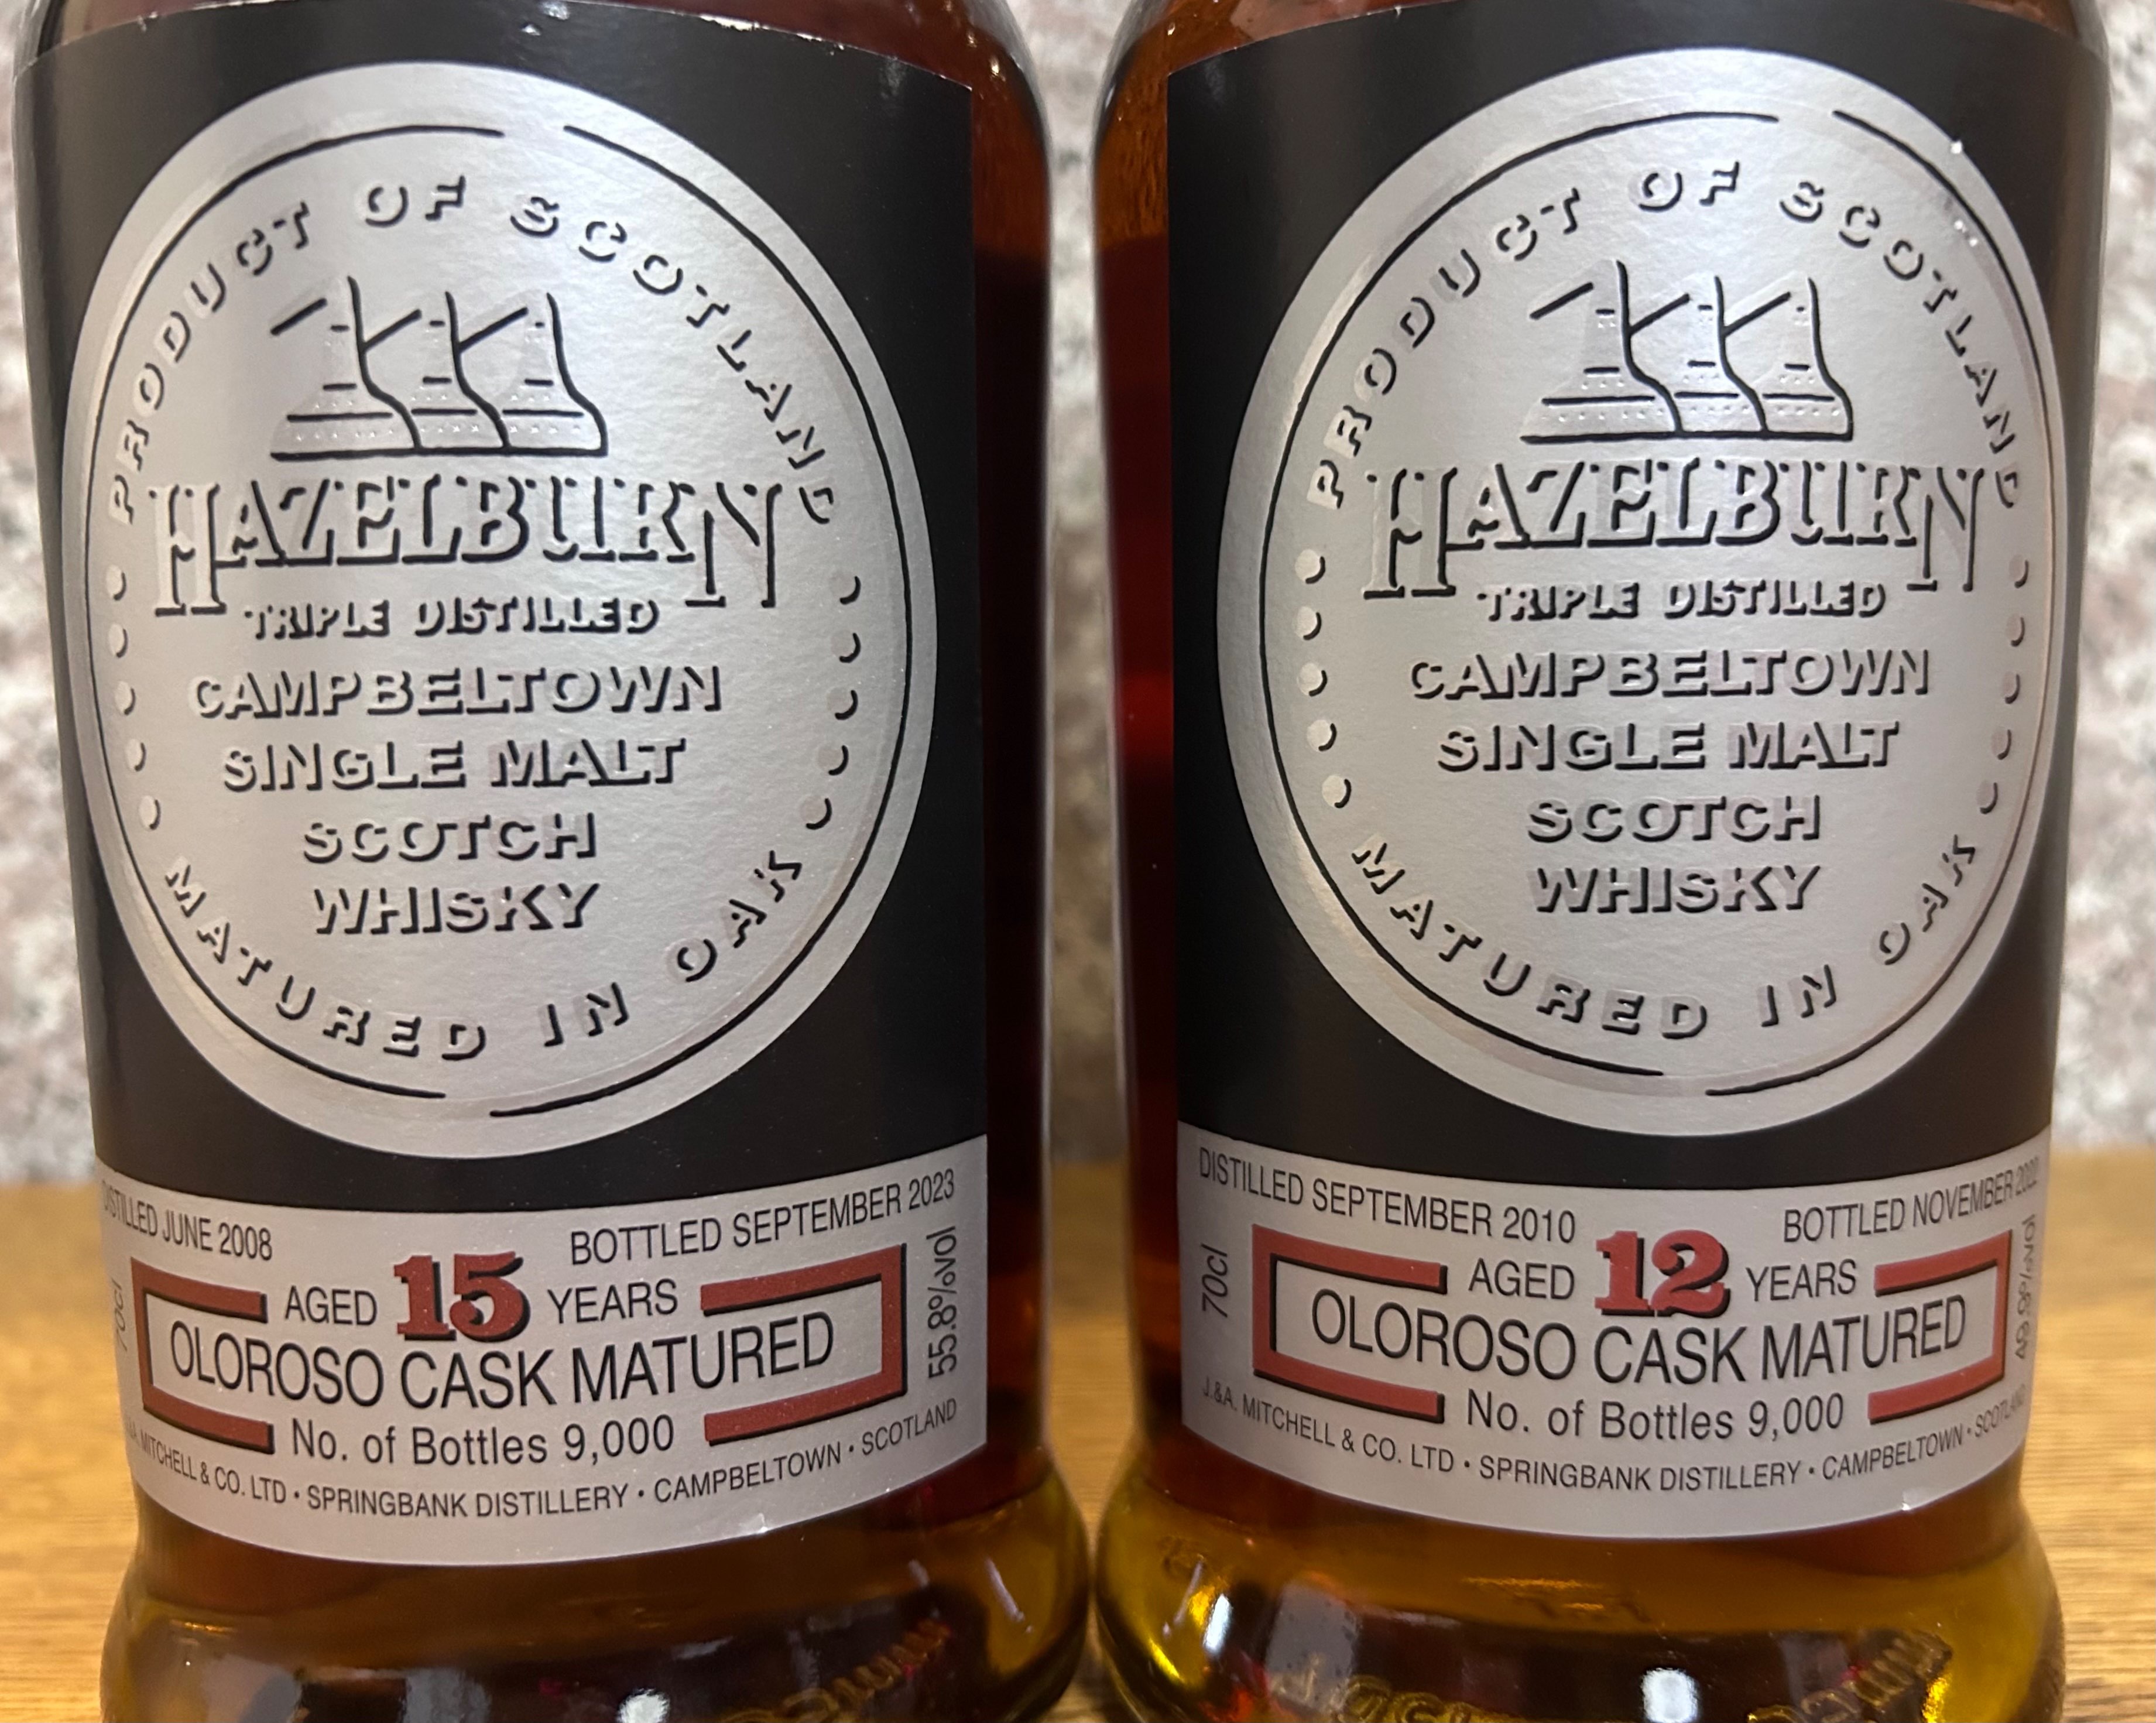 PRODUCT OF SCOTLAND
HAZELBURN
TRIPLE DISTILLED
CAMPBELTOWN
SINGLE MALT
SCOTCH
WHISKY
MATURED IN OAK
DISTILLED JUNE 2008
BOTTLED SEPTEMBER 2023
AGED 15 YEARS
OLOROSO CASK MATURED
No. of Bottles 9,000
70cl
55.8%vol
MITCHELL & CO. LTD • SPRINGBANK DISTILLERY • CAMPBELTOWN • SCOTLAND
PRODUCT OF SCOTLAND
HAZELBURN
TRIPLE DISTILLED
CAMPBELTOWN
SINGLE MALT
SCOTCH
WHISKY
MATURED IN OAK
DISTILLED SEPTEMBER 2010
BOTTLED NOVEMBER 2022
AGED 12 YEARS
OLOROSO CASK MATURED
No. of Bottles 9,000
70cl
J.&A. MITCHELL & CO. LTD • SPRINGBANK DISTILLERY • CAMPBELTOWN • SCOTLAND